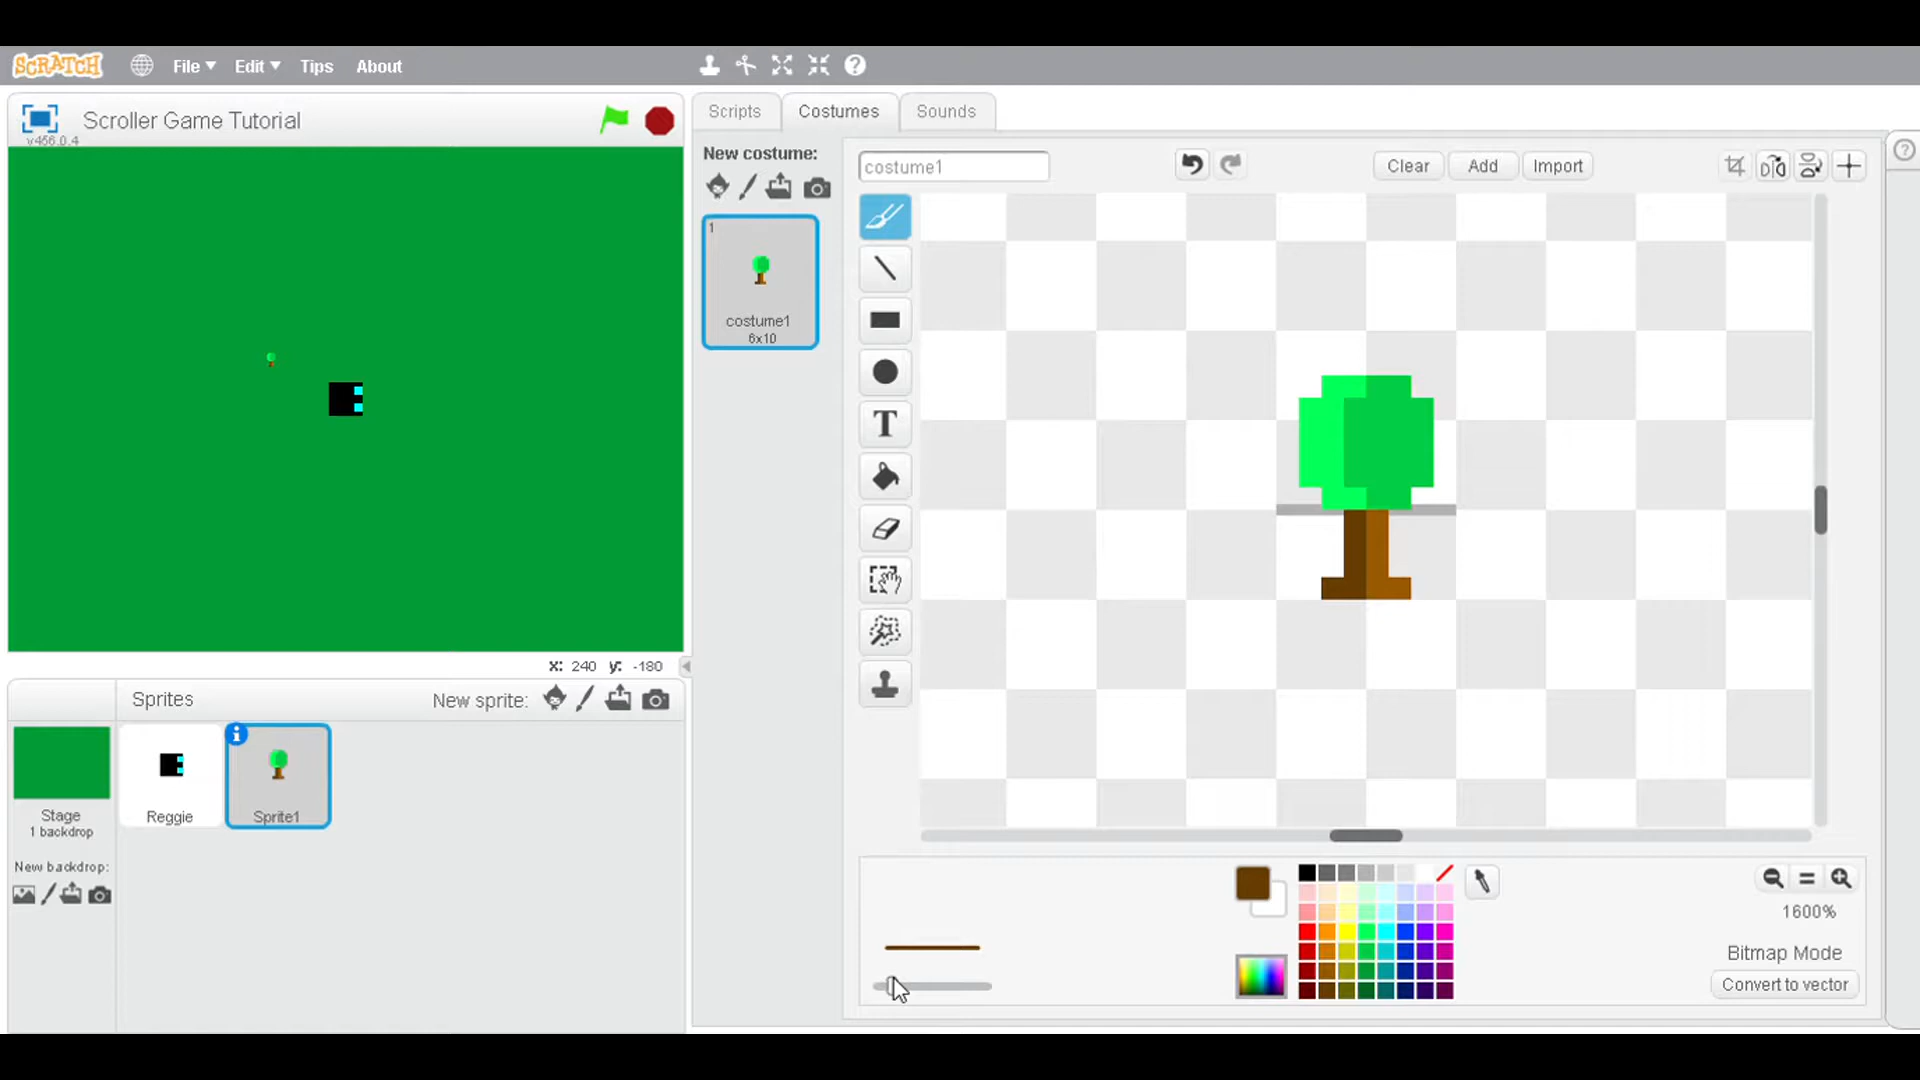 SCRATCH File Edit Tips About
Scroller Game Tutorial
v456.0.4
Scripts Costumes Sounds
New costume:
costume1
Clear Add Import
1
costume1
6x10
T
x: 240 y: -180
Sprites New sprite:
Stage
1 backdrop
Reggie
Sprite1
New backdrop:
1600%
Bitmap Mode
Convert to vector